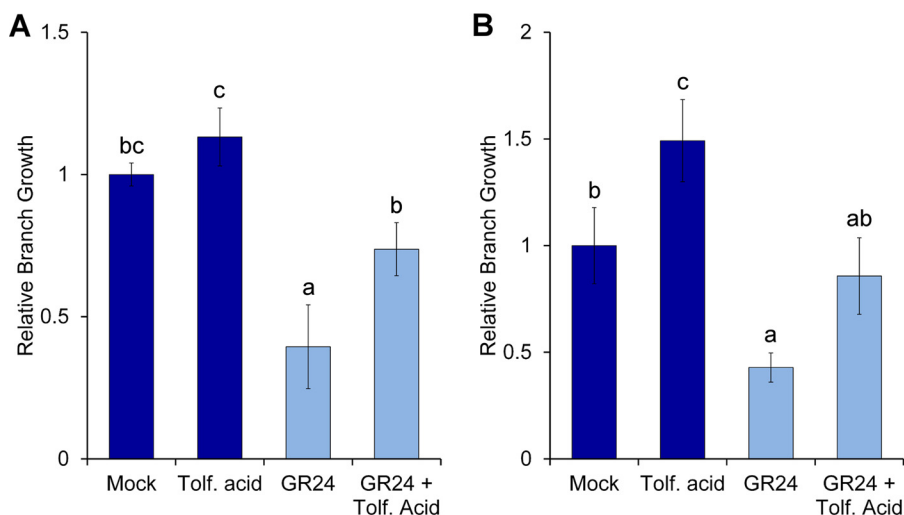 A
Relative Branch Growth
1.5
1
0.5
0
bc
c
a
b
Mock
Tolf. acid
GR24
GR24 +
Tolf. Acid
B
Relative Branch Growth
2
1.5
1
0.5
0
b
c
a
ab
Mock
Tolf. acid
GR24
GR24 +
Tolf. Acid